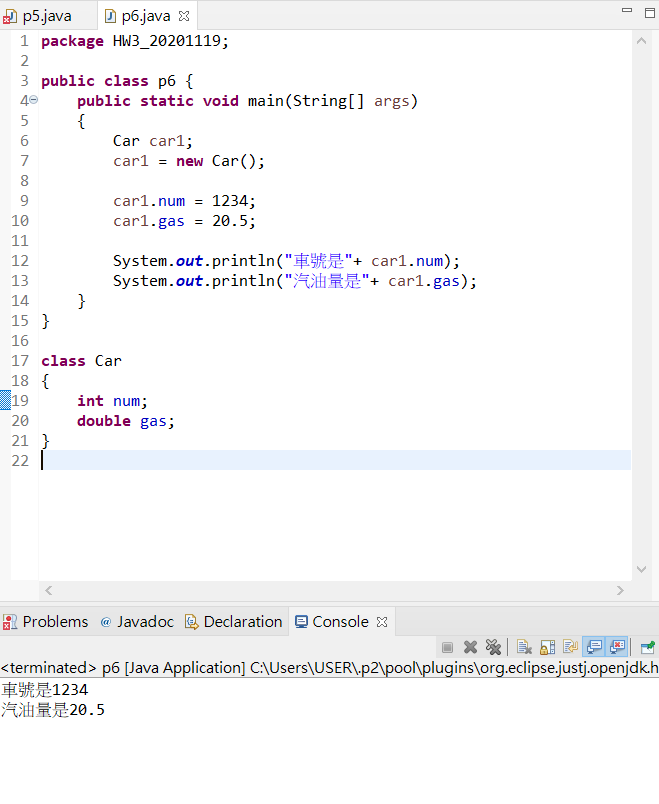 p5.java p6.java
1 package HW3_20201119;
2
3 public class p6 {
4 public static void main(String[] args)
5 {
6 Car car1;
7 car1 = new Car();
8
9 car1.num = 1234;
10 car1.gas = 20.5;
11
12 System.out.println("車號是"+ car1.num);
13 System.out.println("汽油量是"+ car1.gas);
14 }
15 }
16
17 class Car
18 {
19 int num;
20 double gas;
21 }
22
Problems @ Javadoc Declaration Console
<terminated> p6 [Java Application] C:\Users\USER\.p2\pool\plugins\org.eclipse.justj.openjdk.h
車號是1234
汽油量是20.5